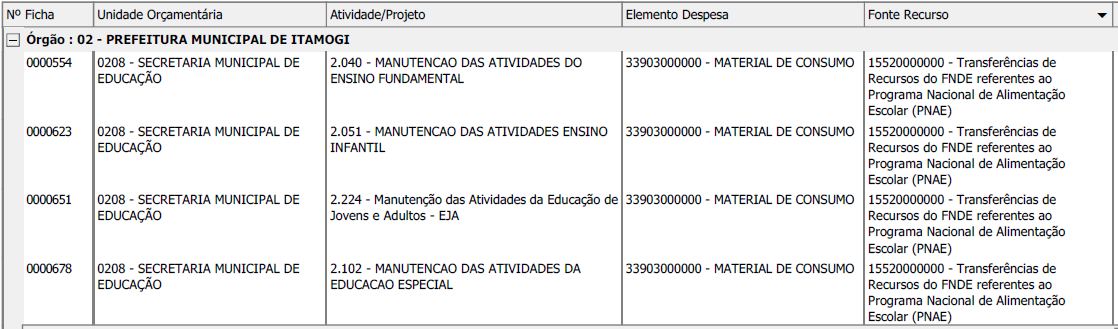 Nº Ficha Unidade Orçamentária Atividade/Projeto Elemento Despesa Fonte Recurso
Órgão : 02 - PREFEITURA MUNICIPAL DE ITAMOGI
0000554 0208 - SECRETARIA MUNICIPAL DE 2.040 - MANUTENCAO DAS ATIVIDADES DO 33903000000 - MATERIAL DE CONSUMO 15520000000 - Transferências de
EDUCAÇÃO ENSINO FUNDAMENTAL Recursos do FNDE referentes ao
Programa Nacional de Alimentação
Escolar (PNAE)
0000623 0208 - SECRETARIA MUNICIPAL DE 2.051 - MANUTENCAO DAS ATIVIDADES ENSINO 33903000000 - MATERIAL DE CONSUMO 15520000000 - Transferências de
EDUCAÇÃO INFANTIL Recursos do FNDE referentes ao
Programa Nacional de Alimentação
Escolar (PNAE)
0000651 0208 - SECRETARIA MUNICIPAL DE 2.224 - Manutenção das Atividades da Educação de 33903000000 - MATERIAL DE CONSUMO 15520000000 - Transferências de
EDUCAÇÃO Jovens e Adultos - EJA Recursos do FNDE referentes ao
Programa Nacional de Alimentação
Escolar (PNAE)
0000678 0208 - SECRETARIA MUNICIPAL DE 2.102 - MANUTENCAO DAS ATIVIDADES DA 33903000000 - MATERIAL DE CONSUMO 15520000000 - Transferências de
EDUCAÇÃO EDUCACAO ESPECIAL Recursos do FNDE referentes ao
Programa Nacional de Alimentação
Escolar (PNAE)